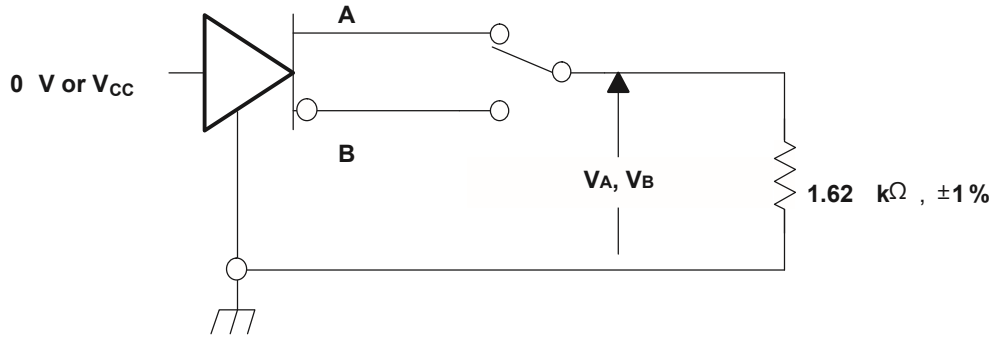 A
0 V or VCC
B
VA, VB
1.62 kΩ , ±1%